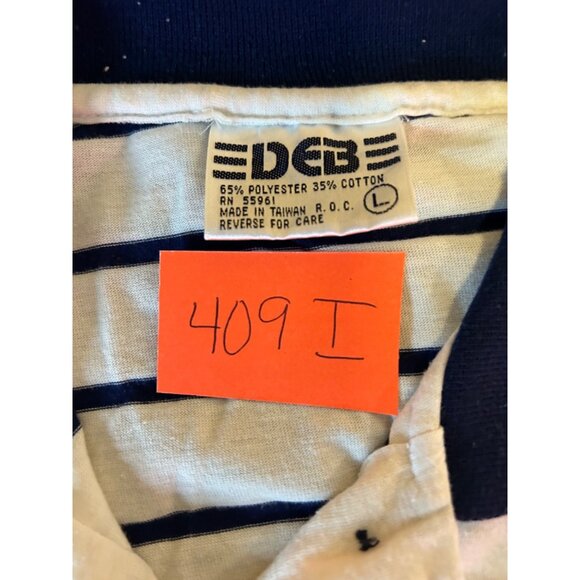 DEB
65% POLYESTER 35% COTTON
RN 55961
MADE IN TAIWAN R.O.C.
REVERSE FOR CARE
L
409 I